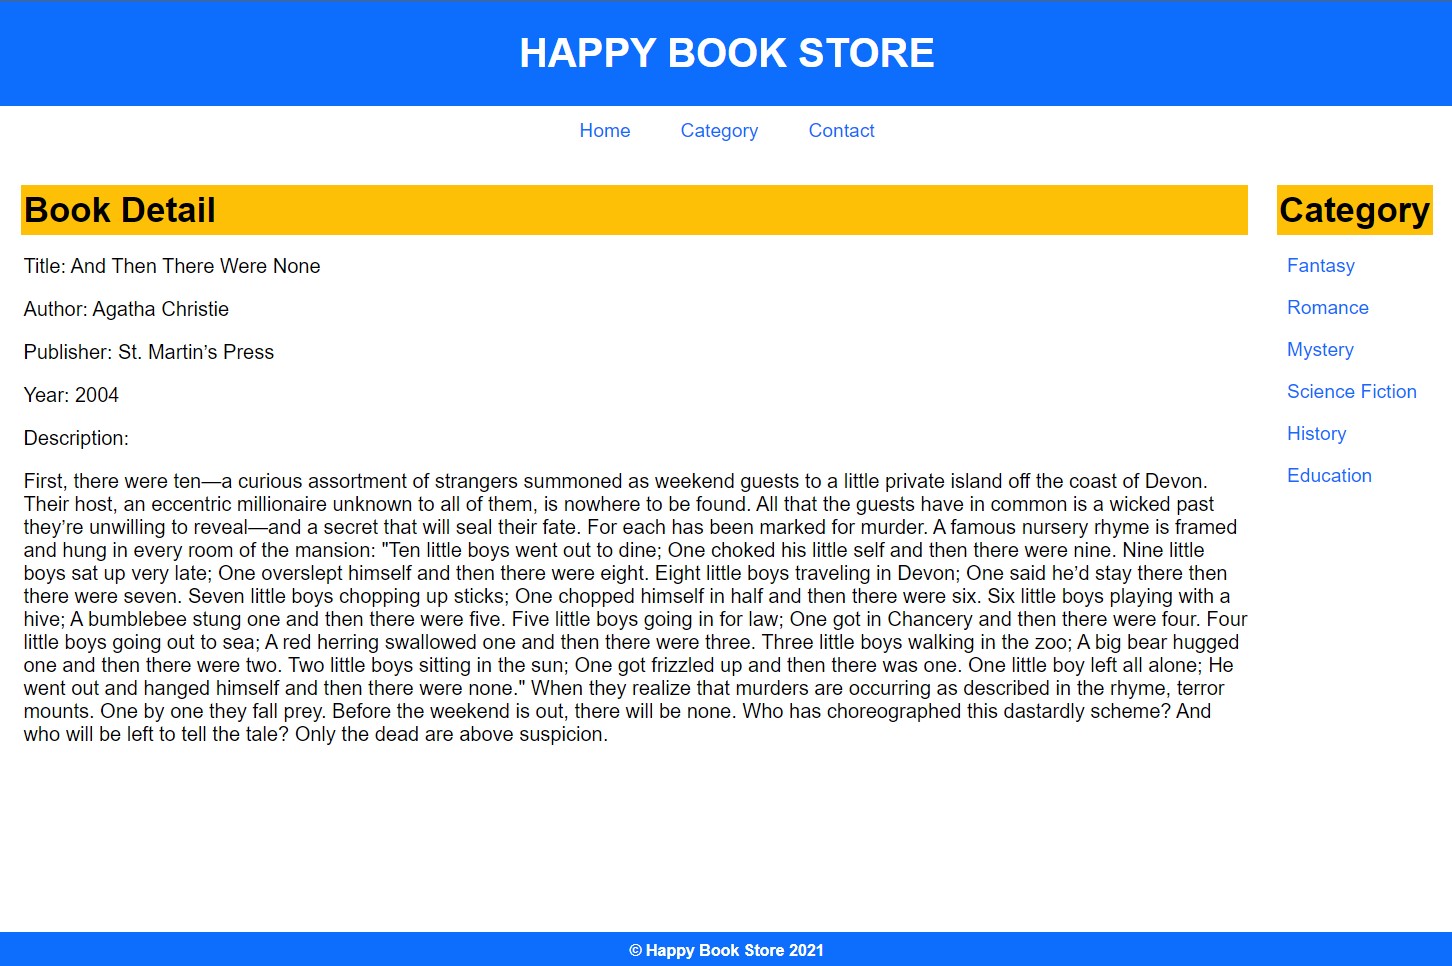 HAPPY BOOK STORE
Home Category Contact
Book Detail
Title: And Then There Were None
Author: Agatha Christie
Publisher: St. Martin’s Press
Year: 2004
Description:
First, there were ten—a curious assortment of strangers summoned as weekend guests to a little private island off the coast of Devon.
Their host, an eccentric millionaire unknown to all of them, is nowhere to be found. All that the guests have in common is a wicked past
they’re unwilling to reveal—and a secret that will seal their fate. For each has been marked for murder. A famous nursery rhyme is framed
and hung in every room of the mansion: "Ten little boys went out to dine; One choked his little self and then there were nine. Nine little
boys sat up very late; One overslept himself and then there were eight. Eight little boys traveling in Devon; One said he’d stay there then
there were seven. Seven little boys chopping up sticks; One chopped himself in half and then there were six. Six little boys playing with a
hive; A bumblebee stung one and then there were five. Five little boys going in for law; One got in Chancery and then there were four. Four
little boys going out to sea; A red herring swallowed one and then there were three. Three little boys walking in the zoo; A big bear hugged
one and then there were two. Two little boys sitting in the sun; One got frizzled up and then there was one. One little boy left all alone; He
went out and hanged himself and then there were none." When they realize that murders are occurring as described in the rhyme, terror
mounts. One by one they fall prey. Before the weekend is out, there will be none. Who has choreographed this dastardly scheme? And
who will be left to tell the tale? Only the dead are above suspicion.
Category
Fantasy
Romance
Mystery
Science Fiction
History
Education
© Happy Book Store 2021